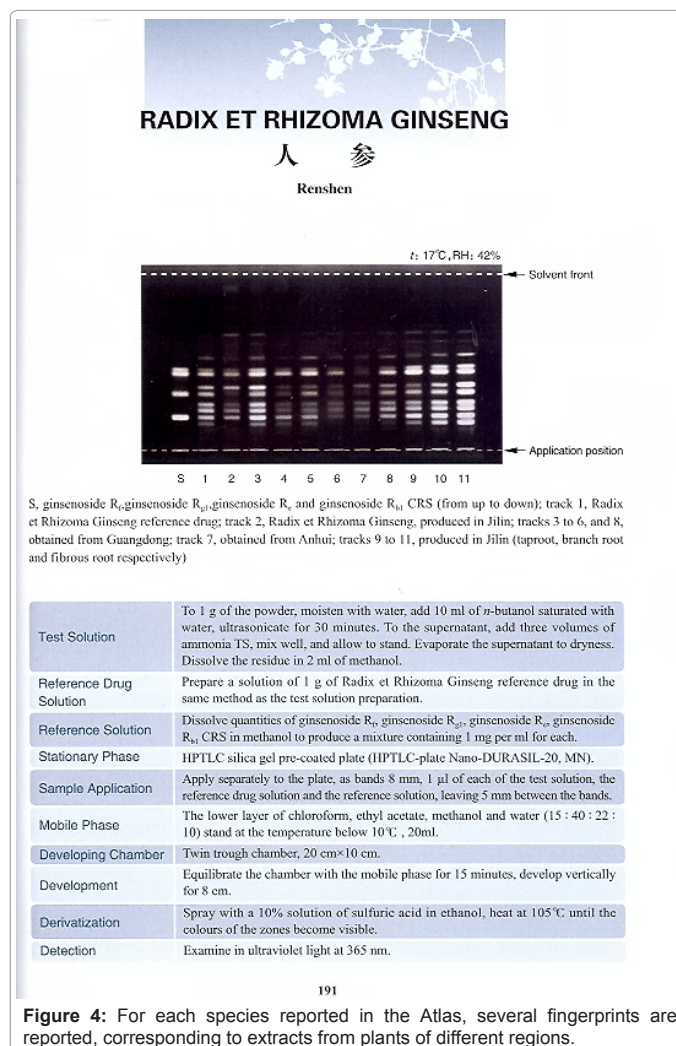 RADIX ET RHIZOMA GINSENG
人 参
Renshen
t: 17℃, RH: 42%
Solvent front
Application position
S 1 2 3 4 5 6 7 8 9 10 11
S, ginsenoside Rf,ginsenoside Rg1,ginsenoside Re and ginsenoside Rb1 CRS (from up to down); track 1, Radix
et Rhizoma Ginseng reference drug; track 2, Radix et Rhizoma Ginseng, produced in Jilin; tracks 3 to 6, and 8,
obtained from Guangdong; track 7, obtained from Anhui; tracks 9 to 11, produced in Jilin (taproot, branch root
and fibrous root respectively)
Test Solution
To 1 g of the powder, moisten with water, add 10 ml of n-butanol saturated with
water, ultrasonicate for 30 minutes. To the supernatant, add three volumes of
ammonia TS, mix well, and allow to stand. Evaporate the supernatant to dryness.
Dissolve the residue in 2 ml of methanol.
Reference Drug
Solution
Prepare a solution of 1 g of Radix et Rhizoma Ginseng reference drug in the
same method as the test solution preparation.
Reference Solution
Dissolve quantities of ginsenoside Rf, ginsenoside Rg1, ginsenoside Re, ginsenoside
Rb1 CRS in methanol to produce a mixture containing 1 mg per ml for each.
Stationary Phase
HPTLC silica gel pre-coated plate (HPTLC-plate Nano-DURASIL-20, MN).
Sample Application
Apply separately to the plate, as bands 8 mm, 1 μl of each of the test solution, the
reference drug solution and the reference solution, leaving 5 mm between the bands.
Mobile Phase
The lower layer of chloroform, ethyl acetate, methanol and water (15 : 40 : 22 :
10) stand at the temperature below 10℃ , 20ml.
Developing Chamber
Twin trough chamber, 20 cm×10 cm.
Development
Equilibrate the chamber with the mobile phase for 15 minutes, develop vertically
for 8 cm.
Derivatization
Spray with a 10% solution of sulfuric acid in ethanol, heat at 105℃ until the
colours of the zones become visible.
Detection
Examine in ultraviolet light at 365 nm.
191
Figure 4: For each species reported in the Atlas, several fingerprints are
reported, corresponding to extracts from plants of different regions.